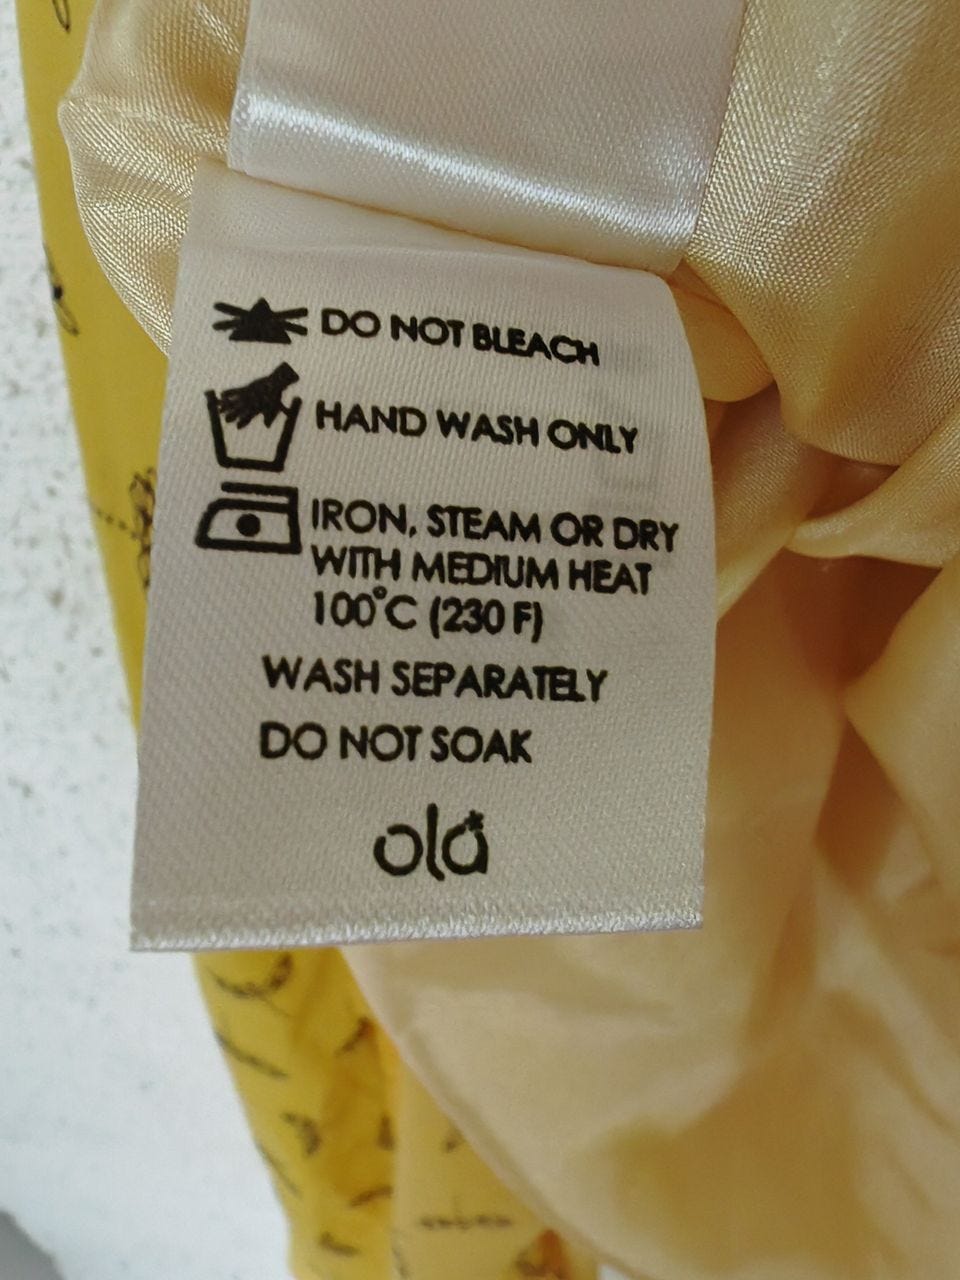 DO NOT BLEACH
HAND WASH ONLY
IRON, STEAM OR DRY
WITH MEDIUM HEAT
100°C (230 F)
WASH SEPARATELY
DO NOT SOAK
olá